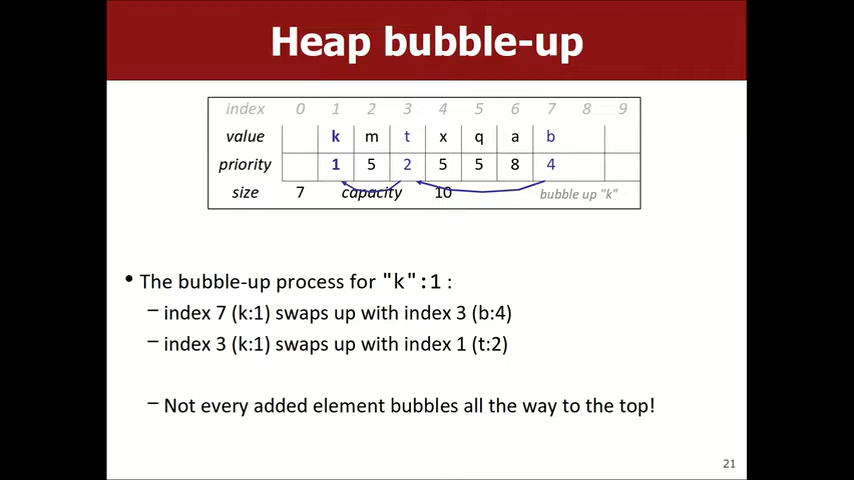 Heap bubble-up
index 0 1 2 3 4 5 6 7 8 9
value k m t x q a b
priority 1 5 2 5 5 8 4
size 7 capacity 10 bubble up "k"
• The bubble-up process for "k":1 :
– index 7 (k:1) swaps up with index 3 (b:4)
– index 3 (k:1) swaps up with index 1 (t:2)
– Not every added element bubbles all the way to the top!
21